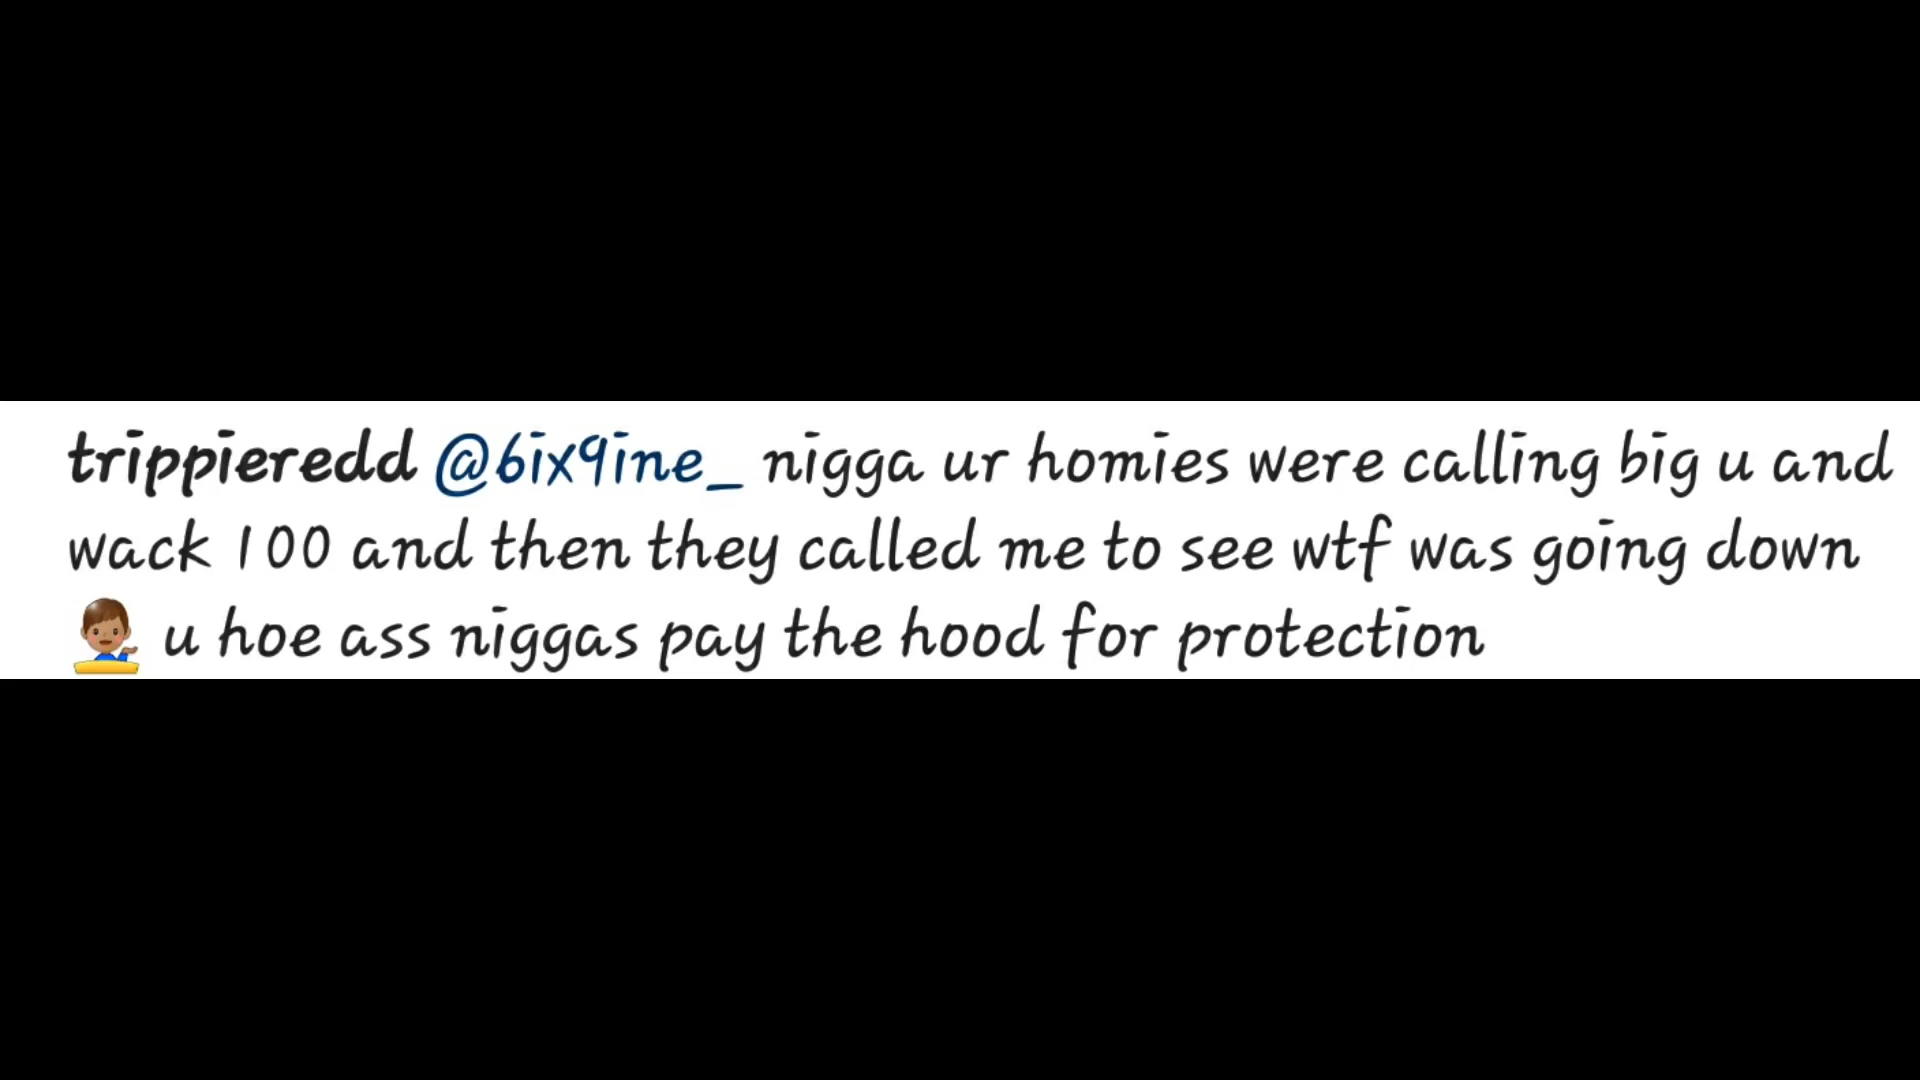 trippieredd @6ix9ine_ nigga ur homies were calling big u and
wack 100 and then they called me to see wtf was going down
💁🏽‍♂️ u hoe ass niggas pay the hood for protection